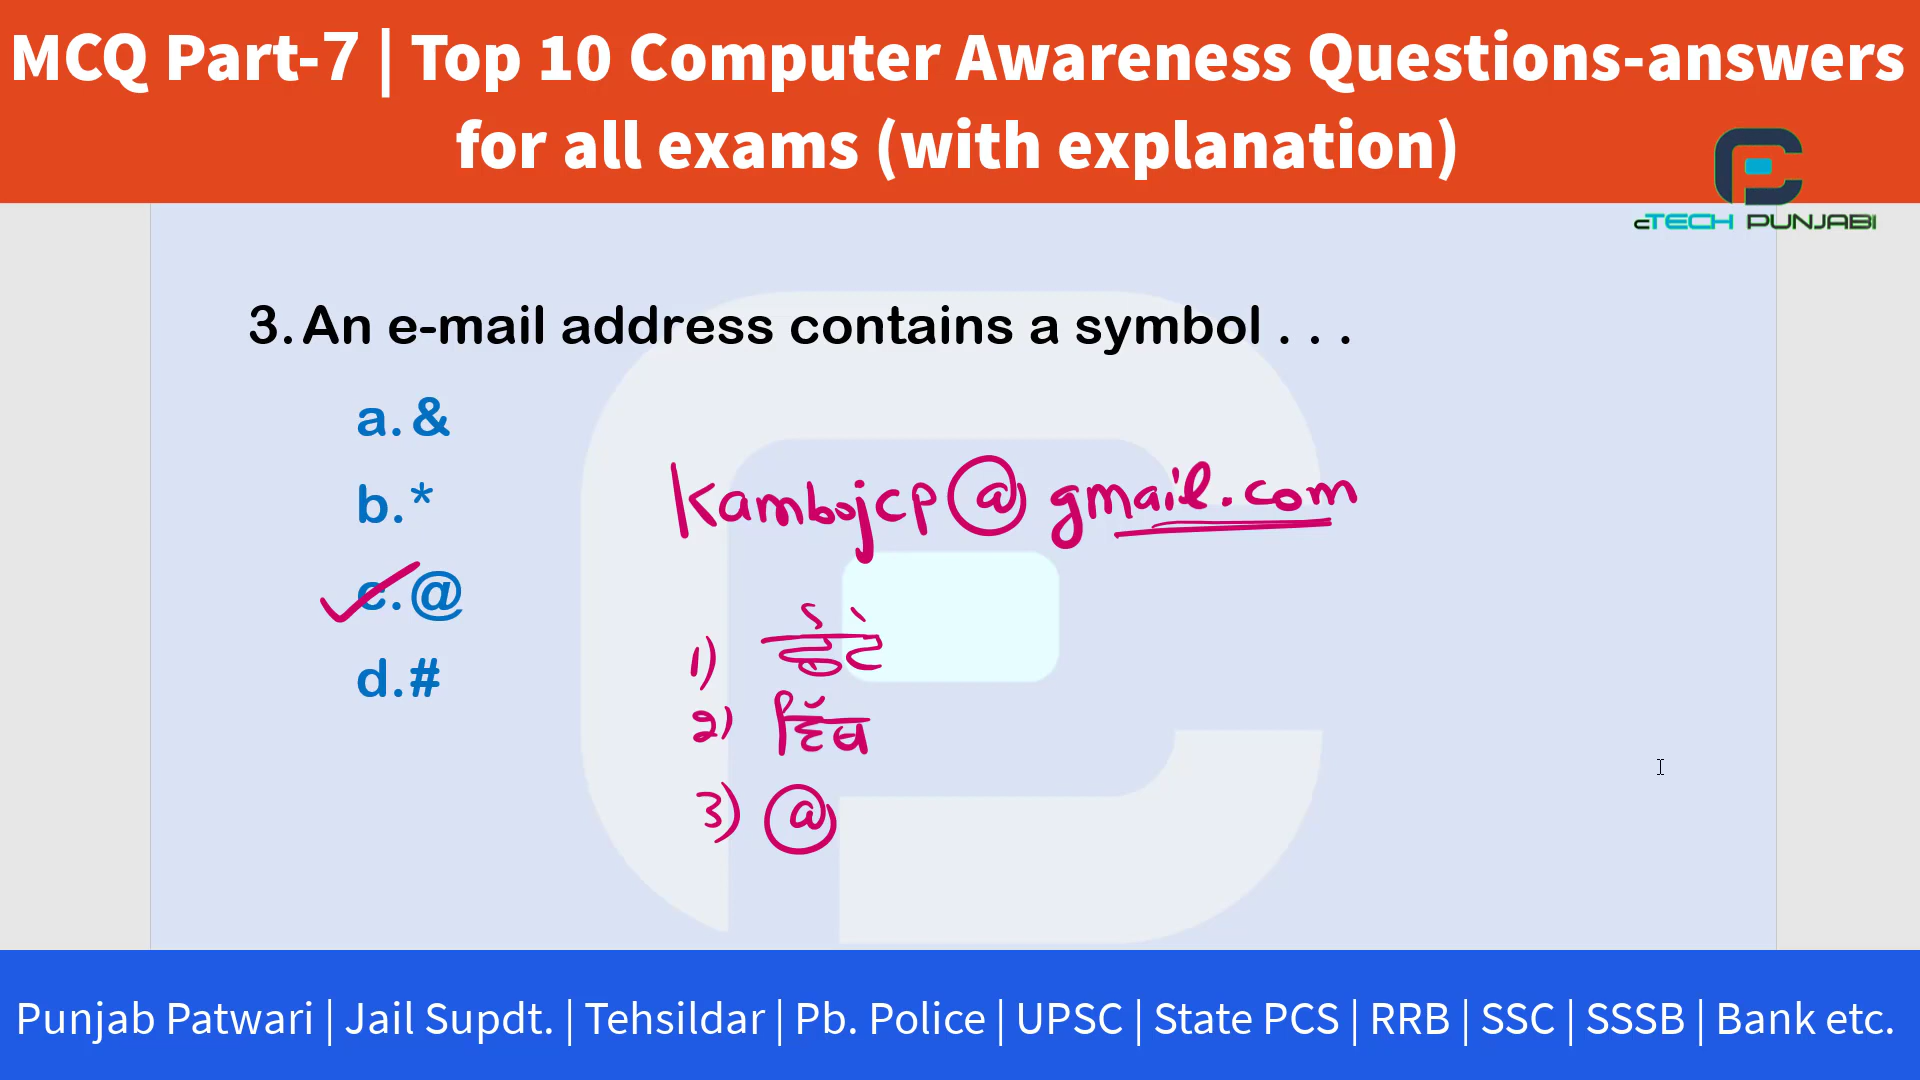 MCQ Part-7 | Top 10 Computer Awareness Questions-answers
for all exams (with explanation)
cTECH PUNJABI
3. An e-mail address contains a symbol . . .
a. &
b. *
c. @
d. #
kambojcp@gmail.com
1)
2)
3) @
Punjab Patwari | Jail Supdt. | Tehsildar | Pb. Police | UPSC | State PCS | RRB | SSC | SSSB | Bank etc.